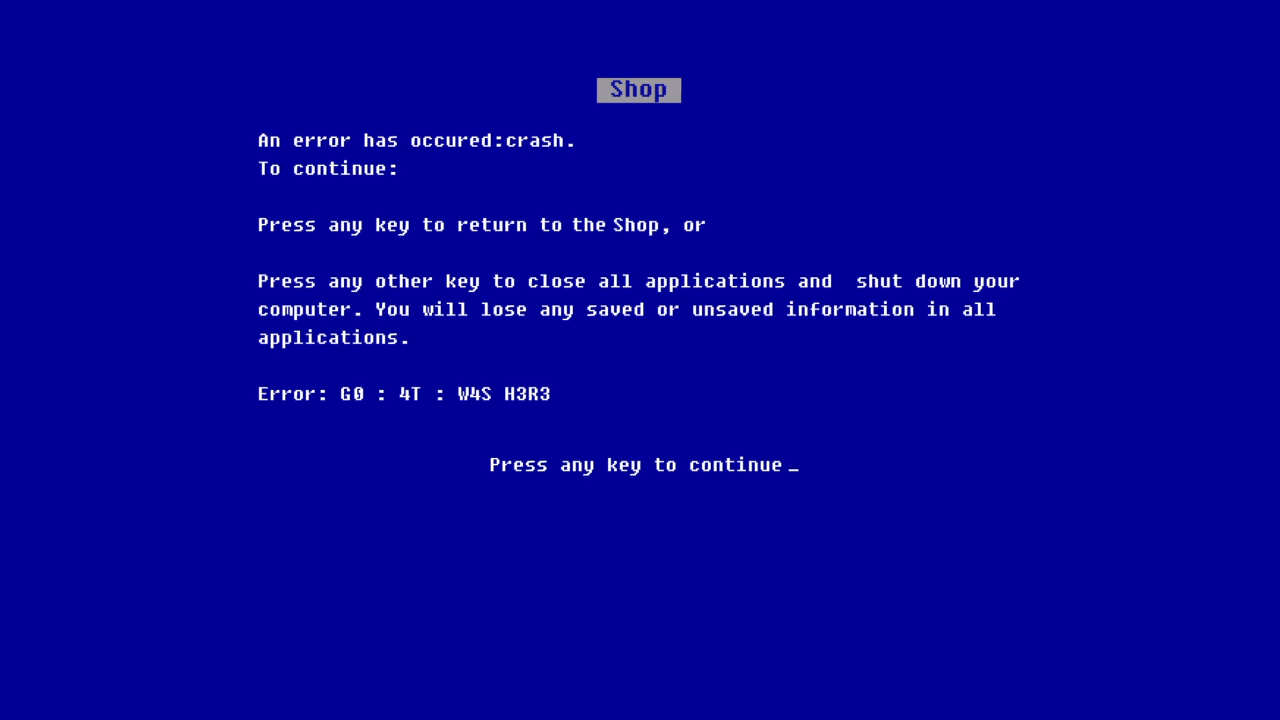 Shop
An error has occured:crash.
To continue:
Press any key to return to the Shop, or
Press any other key to close all applications and  shut down your
computer. You will lose any saved or unsaved information in all
applications.
Error: G0 : 4T : W4S H3R3
Press any key to continue _